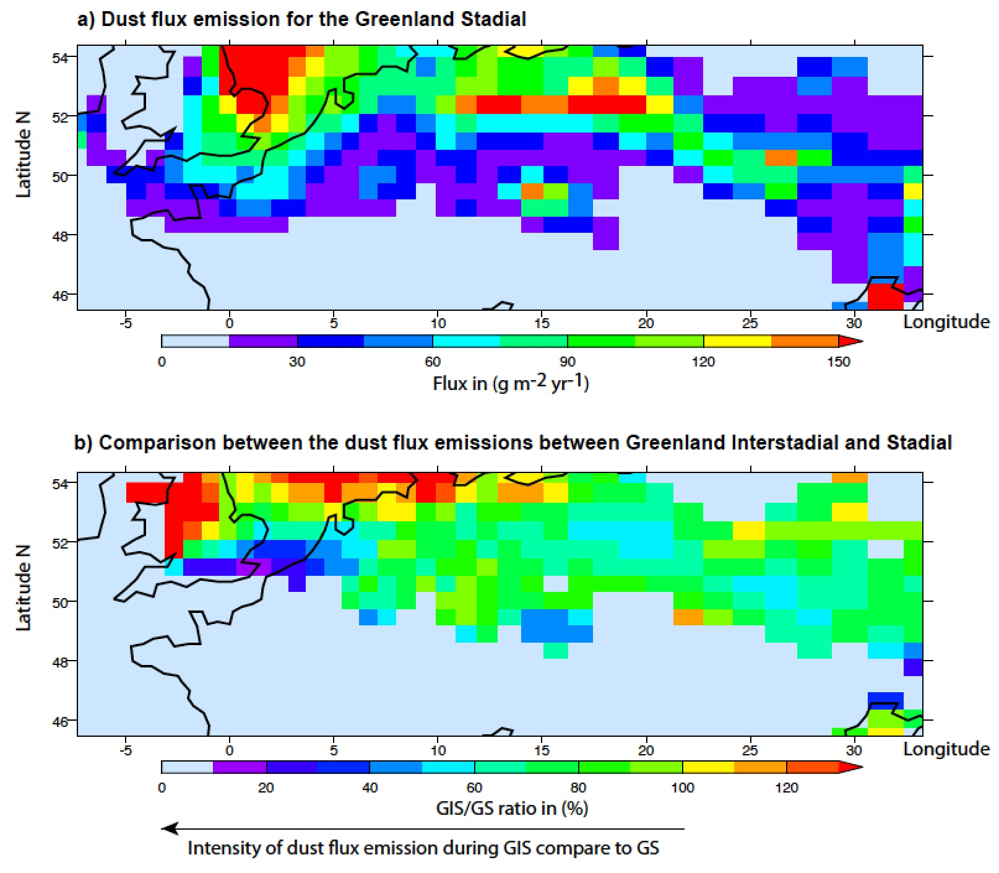 a) Dust flux emission for the Greenland Stadial
Latitude N
54
52
50
48
46
-5 0 5 10 15 20 25 30 Longitude
0 30 60 90 120 150
Flux in (g m-2 yr-1)
b) Comparison between the dust flux emissions between Greenland Interstadial and Stadial
Latitude N
54
52
50
48
46
-5 0 5 10 15 20 25 30 Longitude
0 20 40 60 80 100 120
GIS/GS ratio in (%)
Intensity of dust flux emission during GIS compare to GS